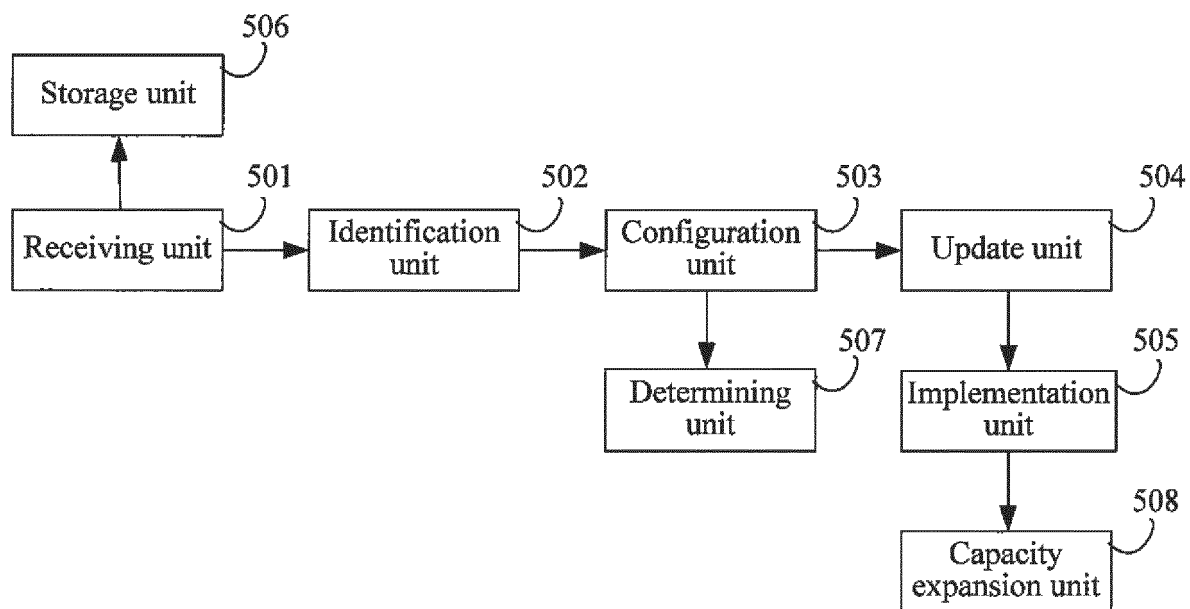 506
Storage unit
501
502
503
504
Receiving unit
Identification
unit
Configuration
unit
Update unit
507
505
Determining
unit
Implementation
unit
508
Capacity
expansion unit